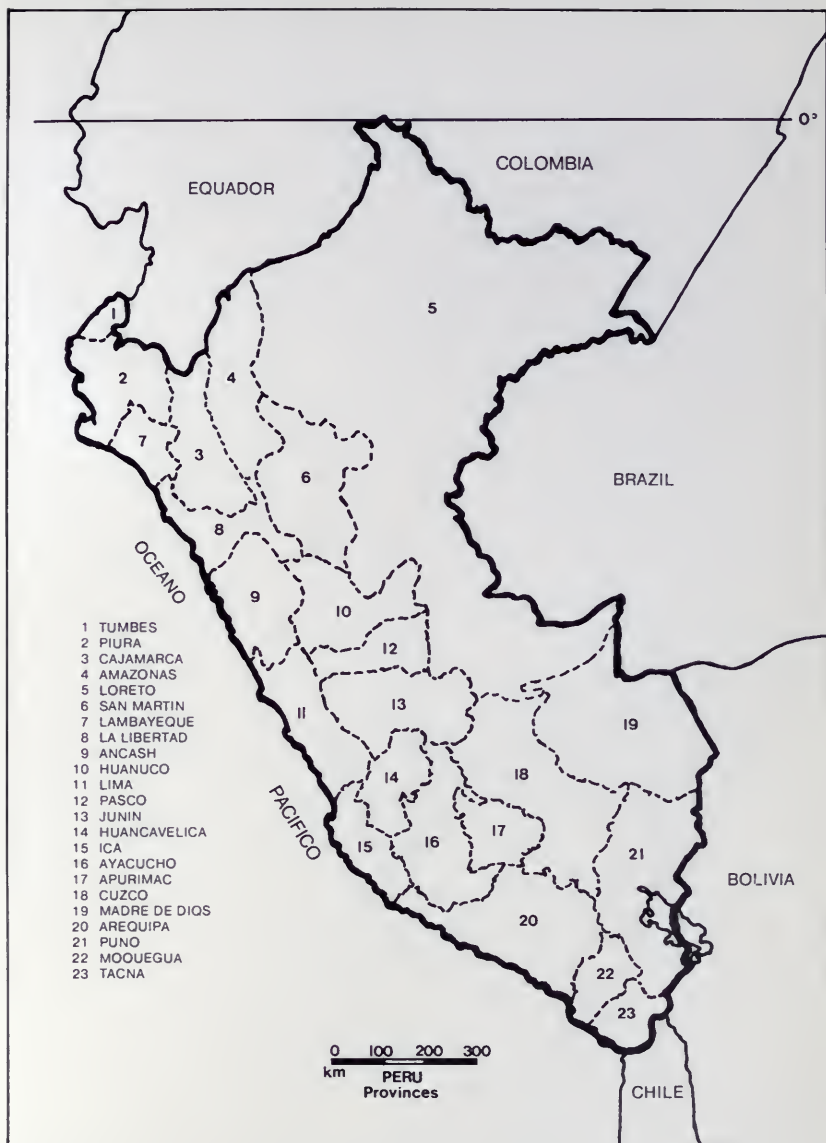 0°
COLOMBIA
EQUADOR
5
1
2
4
7
3
6
BRAZIL
8
OCEANO
9
10
12
1 TUMBES
2 PIURA
3 CAJAMARCA
4 AMAZONAS
5 LORETO
6 SAN MARTIN
7 LAMBAYEQUE
8 LA LIBERTAD
9 ANCASH
10 HUANUCO
11 LIMA
12 PASCO
13 JUNIN
14 HUANCAVELICA
15 ICA
16 AYACUCHO
17 APURIMAC
18 CUZCO
19 MADRE DE DIOS
20 AREQUIPA
21 PUNO
22 MOOUEGUA
23 TACNA
11
13
19
14
18
PACIFICO
15
16
17
21
BOLIVIA
20
22
23
0 100 200 300
km PERU
Provinces
CHILE